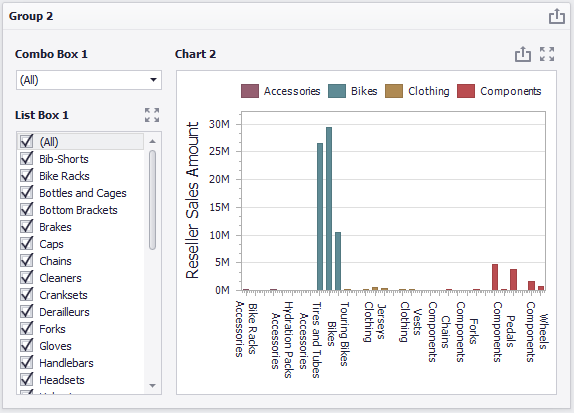 Group 2
Combo Box 1
(All)
List Box 1
(All)
Bib-Shorts
Bike Racks
Bottles and Cages
Bottom Brackets
Brakes
Caps
Chains
Cleaners
Cranksets
Derailleurs
Forks
Gloves
Handlebars
Headsets
Chart 2
Accessories
Bikes
Clothing
Components
Reseller Sales Amount
30M
25M
20M
15M
10M
5M
0M
Accessories
Bike Racks
Accessories
Hydration Packs
Accessories
Tires and Tubes
Bikes
Touring Bikes
Clothing
Jerseys
Clothing
Vests
Components
Chains
Components
Forks
Components
Pedals
Components
Wheels